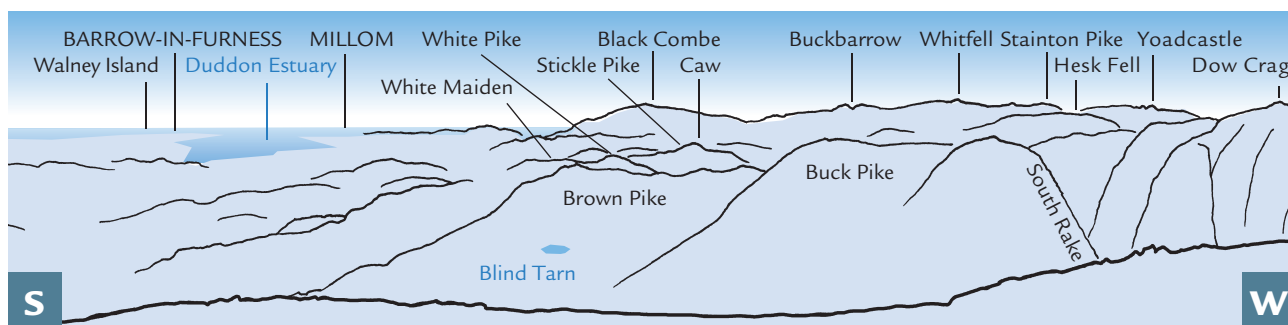 BARROW-IN-FURNESS MILLOM White Pike Black Combe Buckbarrow Whitfell Stainton Pike Yoadcastle
Walney Island Duddon Estuary Stickle Pike Caw Hesk Fell Dow Crag
White Maiden
Buck Pike
Brown Pike
South Rake
Blind Tarn
S W